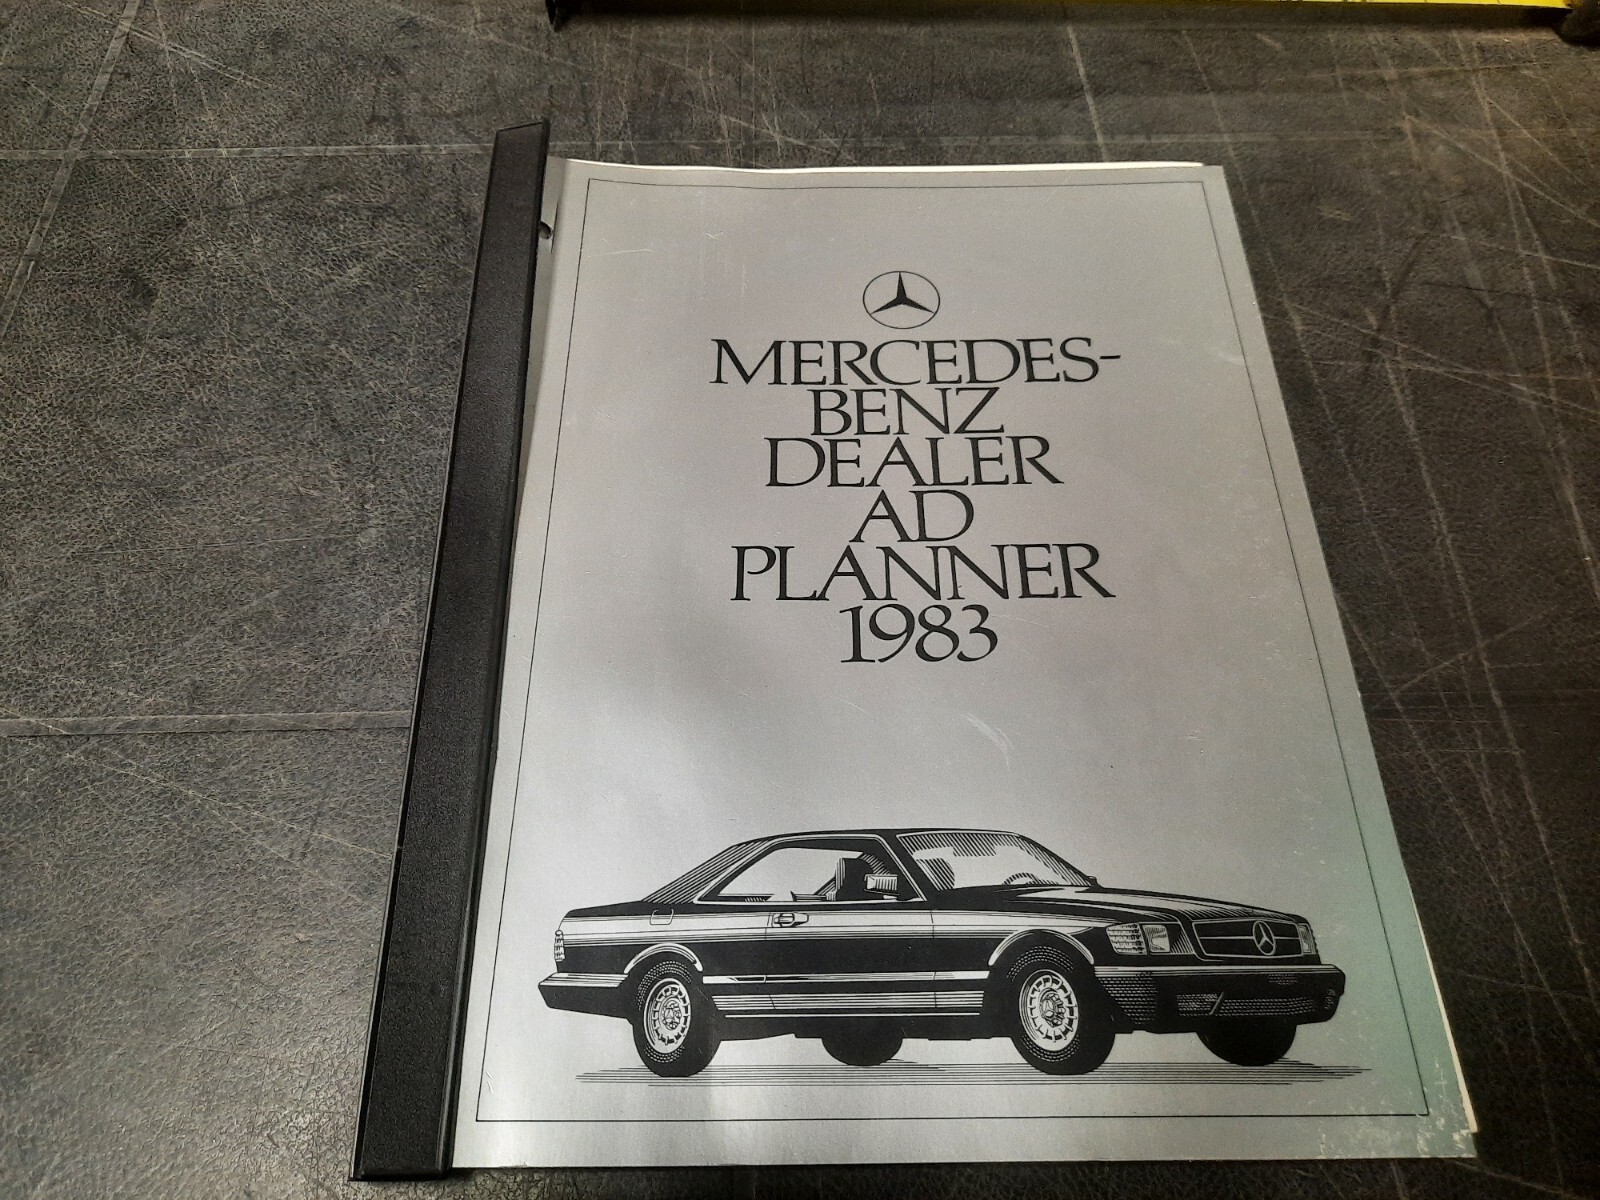 MERCEDES-
BENZ
DEALER
AD
PLANNER
1983